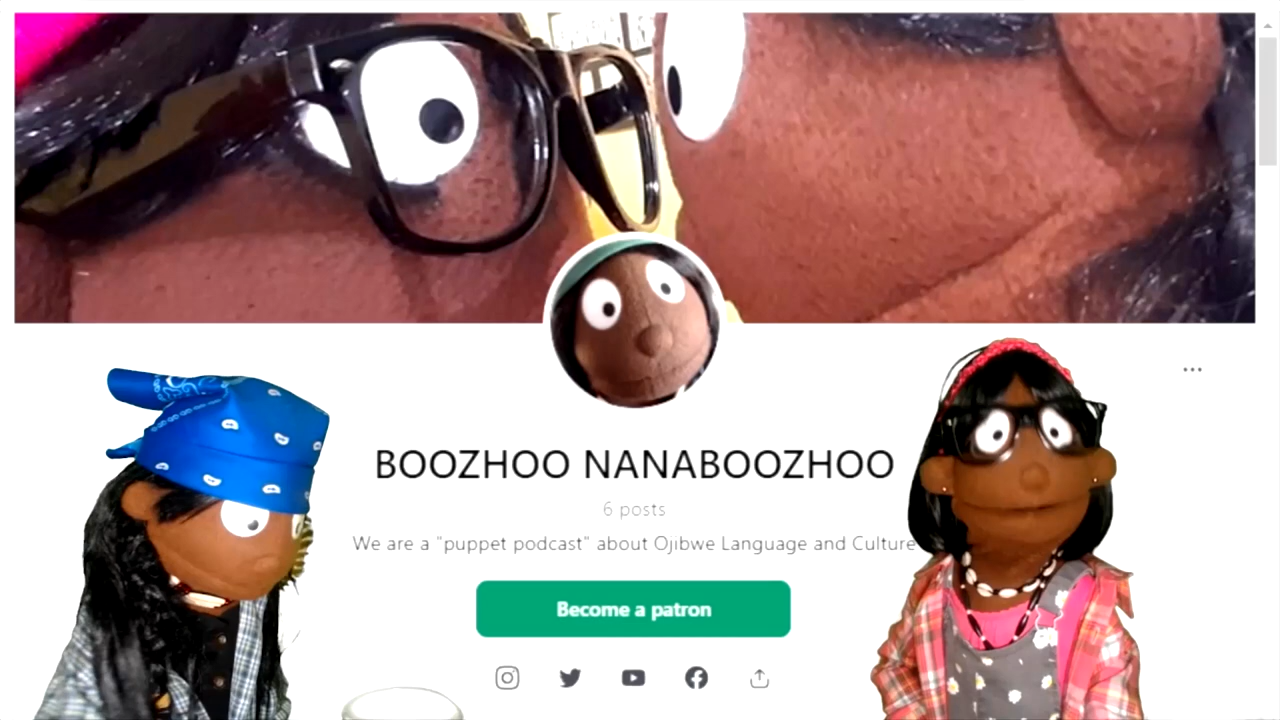 BOOZHOO NANABOOZHOO
6 posts
We are a "puppet podcast" about Ojibwe Language and Culture
Become a patron